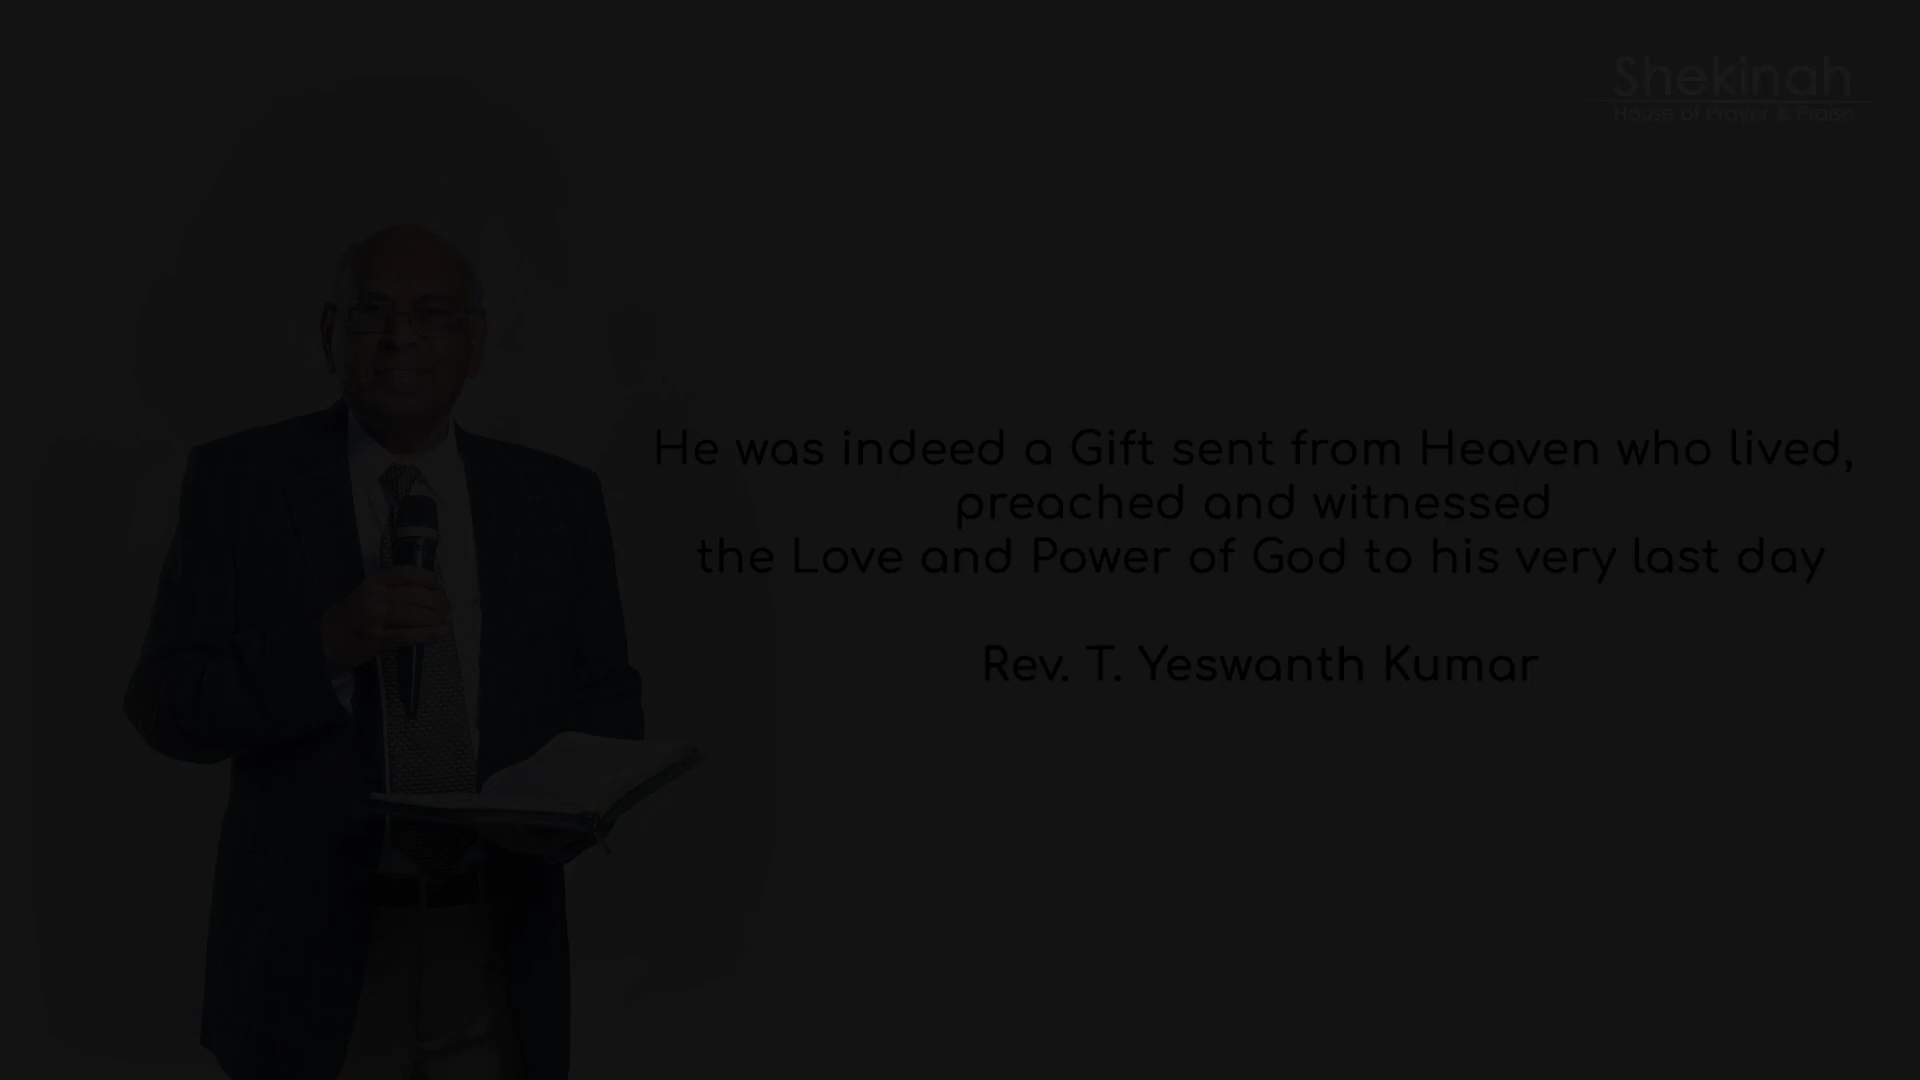 Shekinah
House of Prayer & Praise
He was indeed a Gift sent from Heaven who lived,
preached and witnessed
the Love and Power of God to his very last day
Rev. T. Yeswanth Kumar